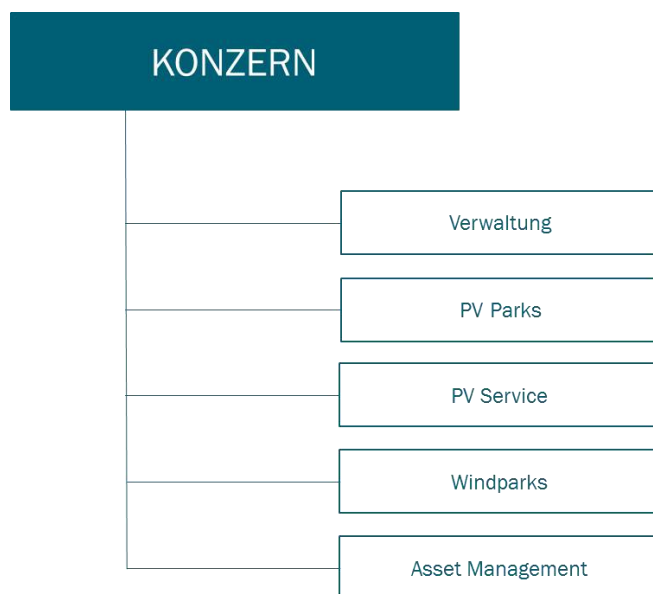 KONZERN
Verwaltung
PV Parks
PV Service
Windparks
Asset Management